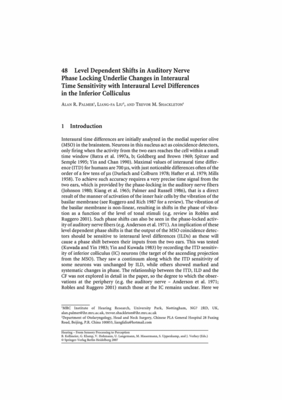 48 Level Dependent Shifts in Auditory Nerve
Phase Locking Underlie Changes in Interaural
Time Sensitivity with Interaural Level Differences
in the Inferior Colliculus
ALAN R. PALMER¹, LIANG-FA LIU², AND TREVOR M. SHACKLETON¹
1 Introduction
Interaural time differences are initially analyzed in the medial superior olive
(MSO) in the brainstem. Neurons in this nucleus act as coincidence detectors,
only firing when the activity from the two ears reaches the cell within a small
time window (Batra et al. 1997a, b; Goldberg and Brown 1969; Spitzer and
Semple 1995; Yin and Chan 1990). Maximal values of interaural time differ-
ence (ITD) for humans are 700 μs, with just noticeable differences often of the
order of a few tens of μs (Durlach and Colburn 1978; Hafter et al. 1979; Mills
1958). To achieve such accuracy requires a very precise time signal from the
two ears, which is provided by the phase-locking in the auditory nerve fibers
(Johnson 1980; Kiang et al. 1965; Palmer and Russell 1986), that is a direct
result of the manner of activation of the inner hair cells by the vibration of the
basilar membrane (see Ruggero and Rich 1987 for a review). The vibration of
the basilar membrane is non-linear, resulting in shifts in the phase of vibra-
tion as a function of the level of tonal stimuli (e.g. review in Robles and
Ruggero 2001). Such phase shifts can also be seen in the phase-locked activ-
ity of auditory nerve fibers (e.g. Anderson et al. 1971). An implication of these
level dependent phase shifts is that the output of the MSO coincidence detec-
tors should be sensitive to interaural level differences (ILDs) as these will
cause a phase shift between their inputs from the two ears. This was tested
(Kuwada and Yin 1983; Yin and Kuwada 1983) by recording the ITD sensitiv-
ity of inferior colliculus (IC) neurons (the target of the ascending projection
from the MSO). They saw a continuum along which the ITD sensitivity of
some neurons was unchanged by ILD, while others showed marked and
systematic changes in phase. The relationship between the ITD, ILD and the
CF was not explored in detail in the paper, so the degree to which the obser-
vations at the periphery (e.g. the auditory nerve – Anderson et al. 1971;
Robles and Ruggero 2001) match those at the IC remains unclear. Here we
¹MRC Institute of Hearing Research, University Park, Nottingham, NG7 2RD, UK,
alan.palmer@ihr.mrc.ac.uk, trevor.shackleton@ihr.mrc.ac.uk
²Department of Otolaryngology, Head and Neck Surgery, Chinese PLA General Hospital 28 Fuxing
Road, Beijing, P.R. China 100853,
Hearing – From Sensory Processing to Perception
B. Kollmeier, G. Klump, V. Hohmann, U. Langemann, M. Mauermann, S. Uppenkamp, and J. Verhey (Eds.)
© Springer-Verlag Berlin Heidelberg 2007